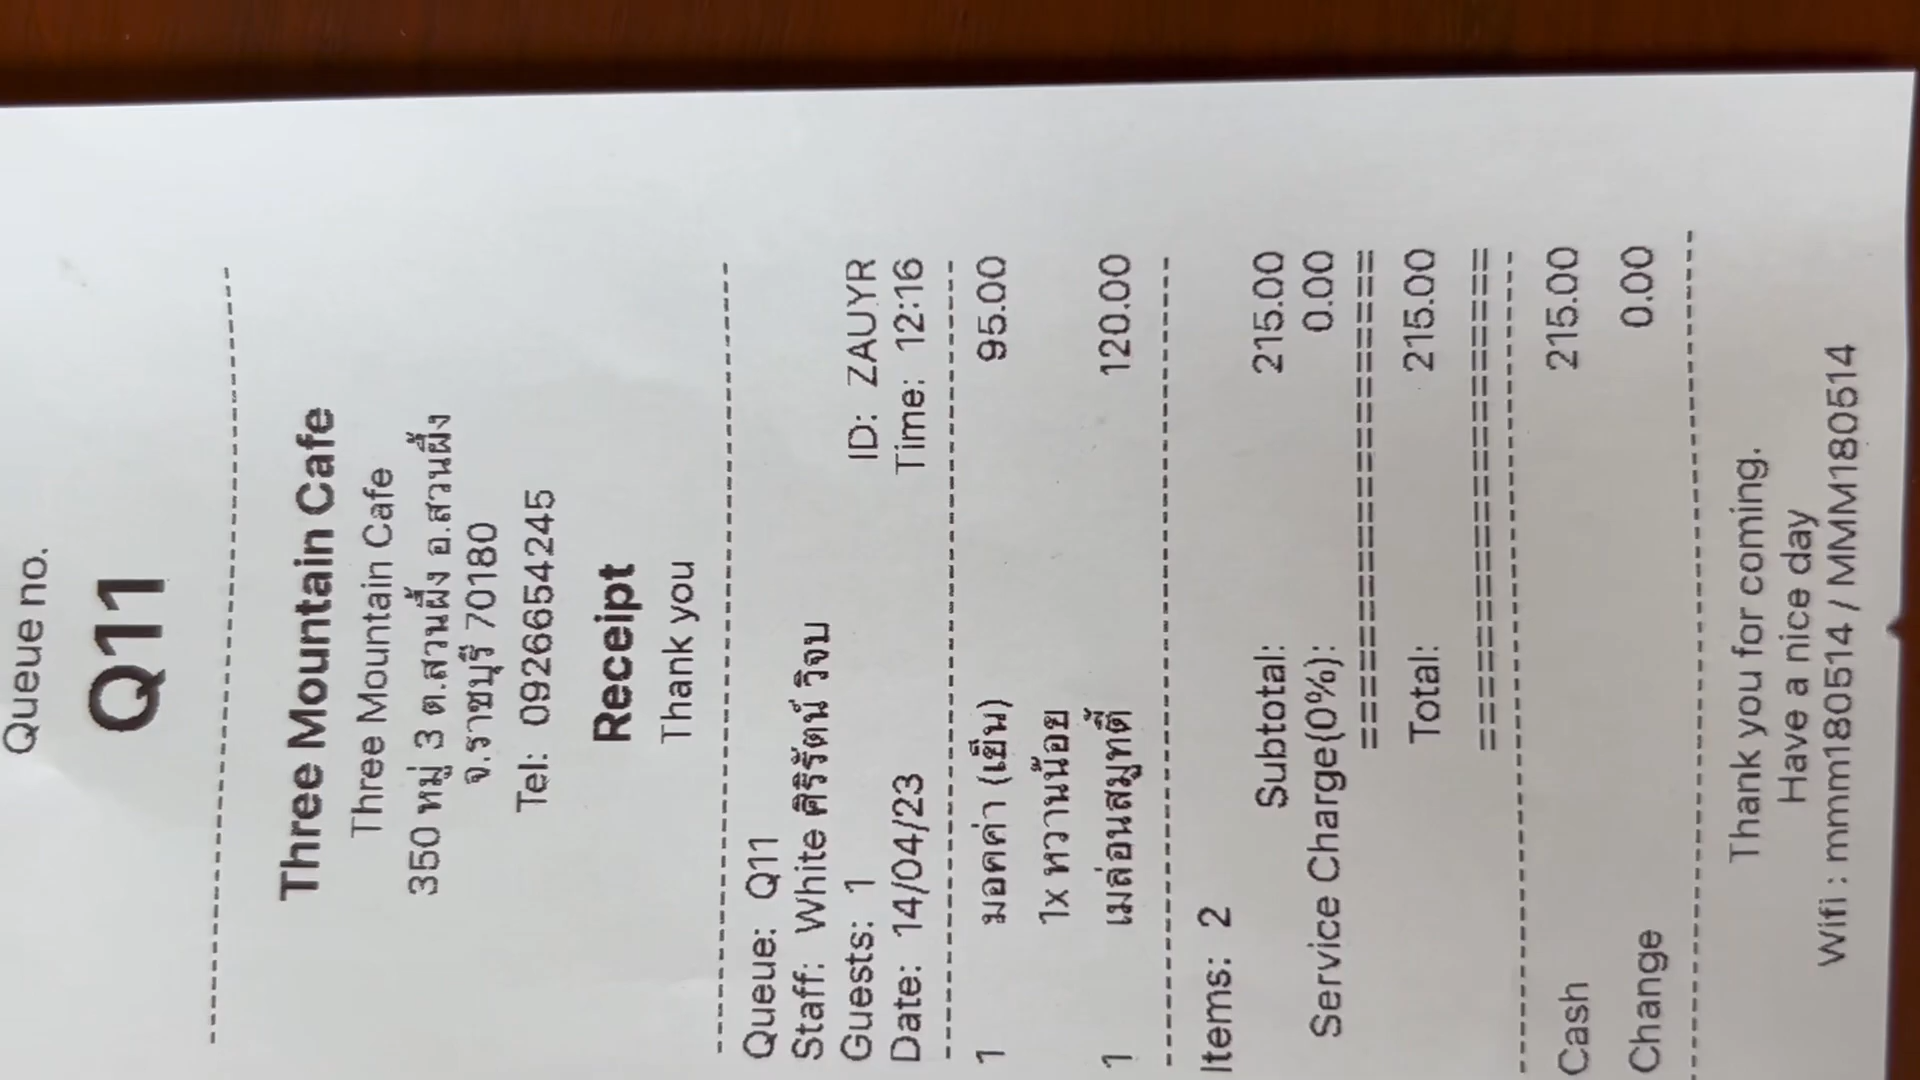 Queue no.
Q11
Three Mountain Cafe
Three Mountain Cafe
350 หมู่ 3 ต.สวนผึ้ง อ.สวนผึ้ง
จ.ราชบุรี 70180
Tel: 0926654245
Receipt
Thank you
Queue: Q11
Staff: White ศิริรัตน์ วิจบ
Guests: 1 ID: ZAUYR
Date: 14/04/23 Time: 12:16
1 มอคค่า (เย็น) 95.00
1x หวานน้อย
1 เมล่อนสมูทตี้ 120.00
Items: 2
Subtotal: 215.00
Service Charge(0%): 0.00
Total: 215.00
Cash 215.00
Change 0.00
Thank you for coming.
Have a nice day
Wifi : mmm180514 / MMM180514